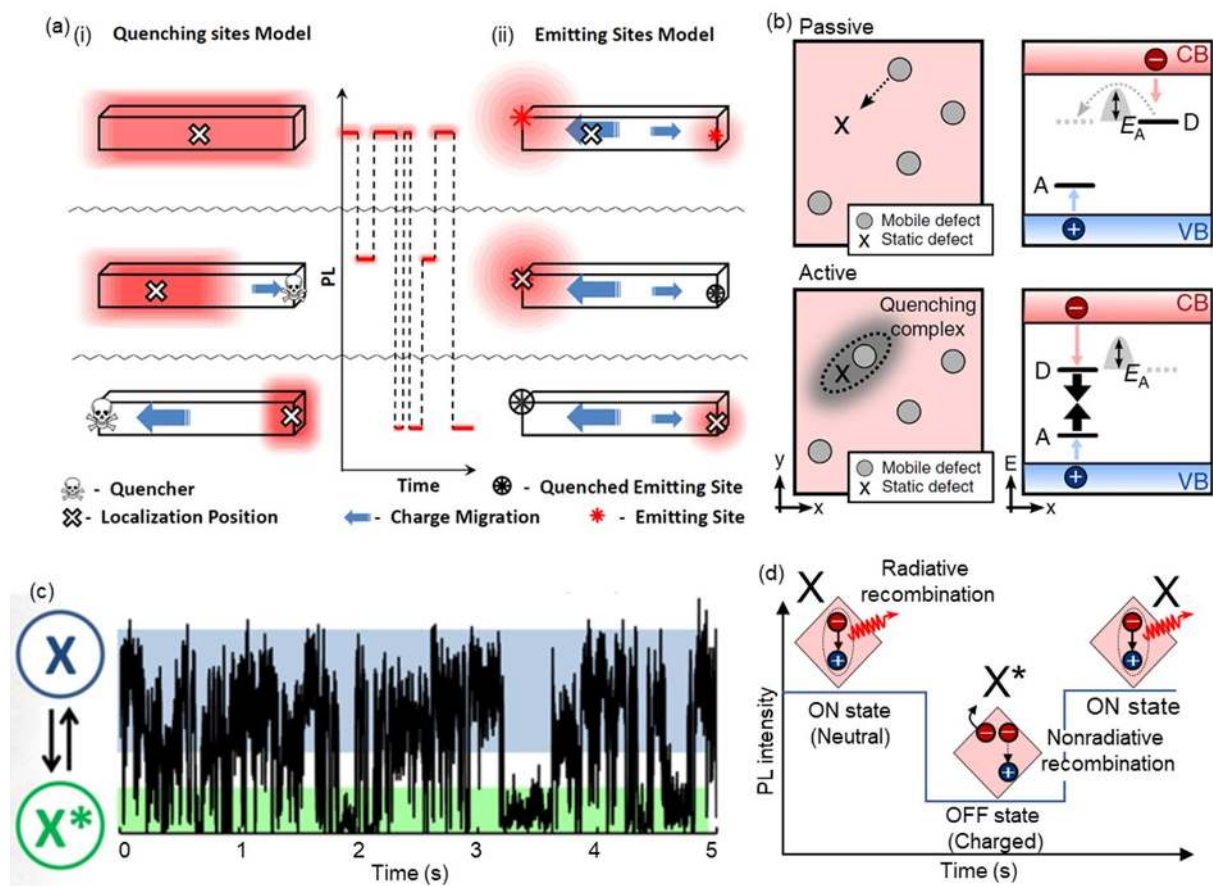 (a)
(i)
Quenching sites Model
(ii)
Emitting Sites Model
PL
Time
- Quencher
- Localization Position
- Charge Migration
- Quenched Emitting Site
- Emitting Site
(b)
Passive
Mobile defect
X Static defect
X
CB
E_A
D
A
VB
Active
Quenching
complex
X
Mobile defect
X Static defect
y
x
CB
D
E_A
A
VB
E
x
(c)
X
X*
0 1 2 3 4 5
Time (s)
(d)
X
Radiative
recombination
X
ON state
(Neutral)
X*
ON state
Nonradiative
recombination
OFF state
(Charged)
PL intensity
Time (s)